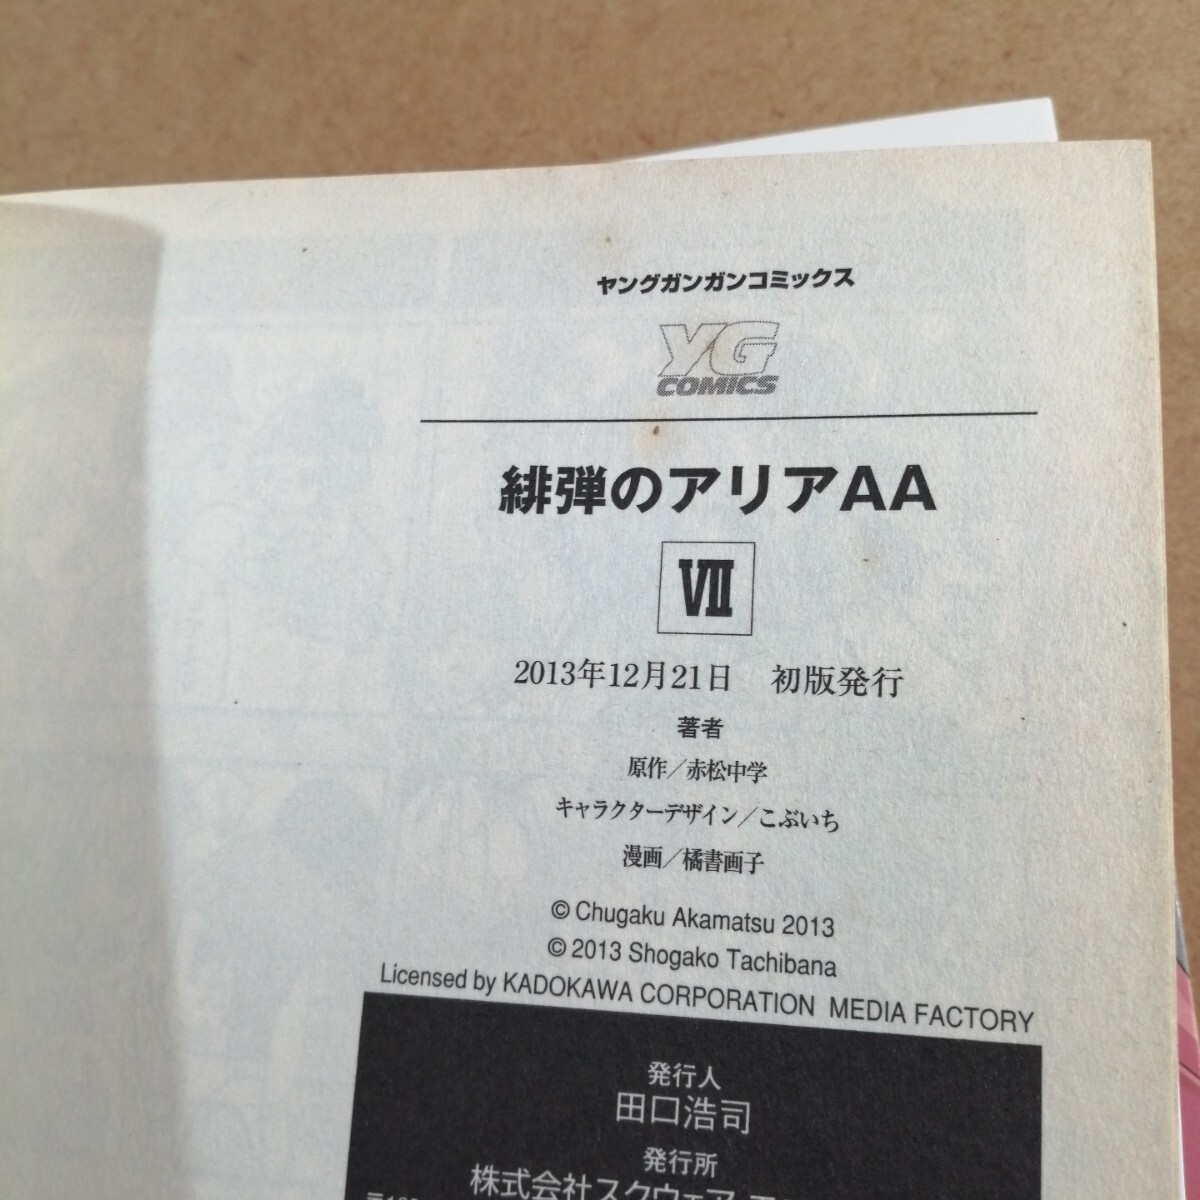 ヤングガンガンコミックス
YG
COMICS
緋弾のアリアAA
VII
2013年12月21日 初版発行
著者
原作/赤松中学
キャラクターデザイン/こぶいち
漫画/橘書画子
© Chugaku Akamatsu 2013
© 2013 Shogako Tachibana
Licensed by KADOKAWA CORPORATION MEDIA FACTORY
発行人
田口浩司
発行所
株式会社スクウェア